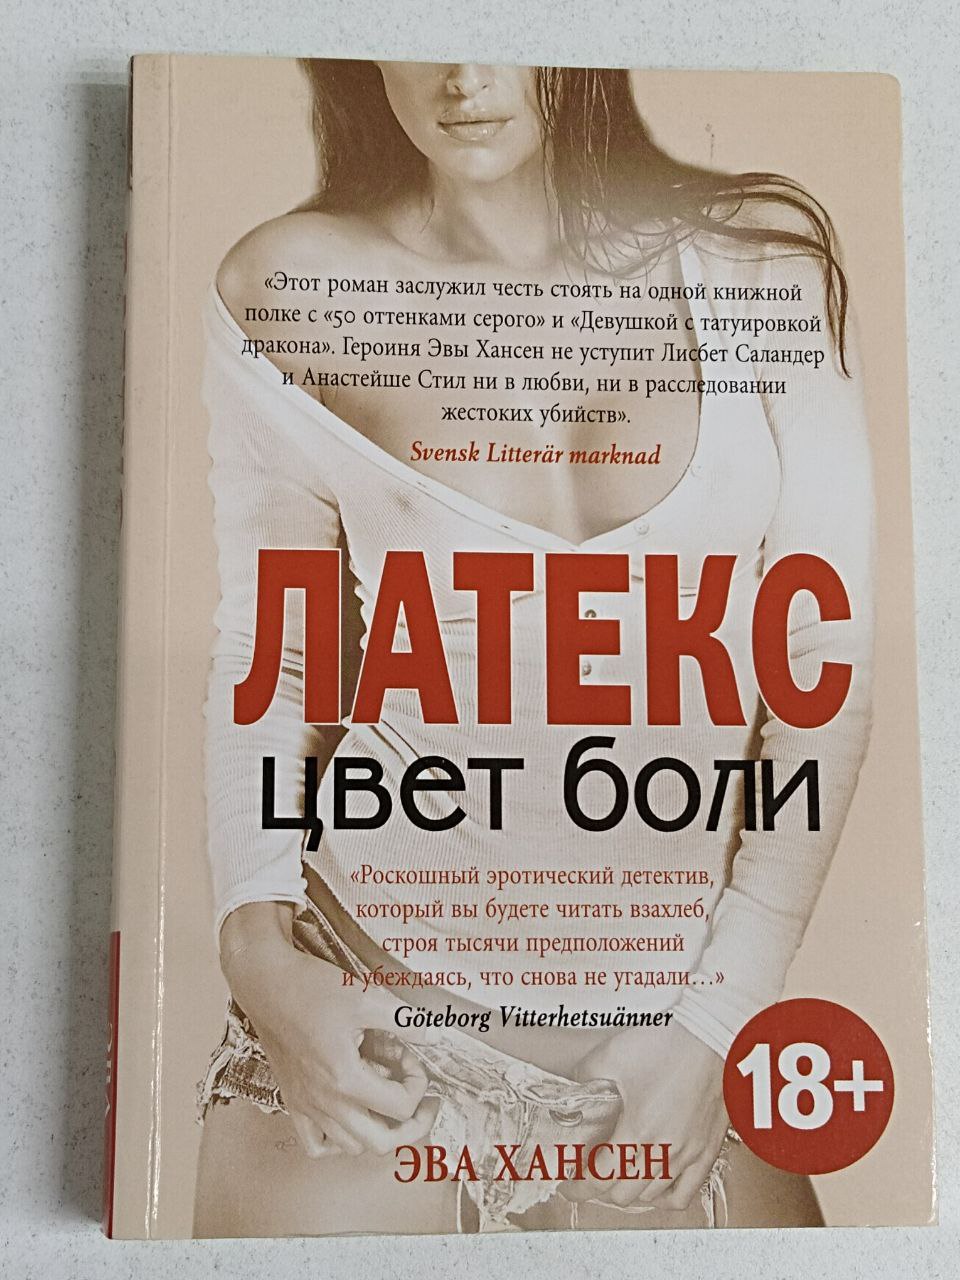 «Этот роман заслужил честь стоять на одной книжной
полке с «50 оттенками серого» и «Девушкой с татуировкой
дракона». Героиня Эвы Хансен не уступит Лисбет Саландер
и Анастейше Стил ни в любви, ни в расследовании
жестоких убийств».
Svensk Litterär marknad
ЛАТЕКС
цвет боли
«Роскошный эротический детектив,
который вы будете читать взахлеб,
строя тысячи предположений
и убеждаясь, что снова не угадали...»
Göteborg Vitterhetsuänner
18+
ЭВА ХАНСЕН